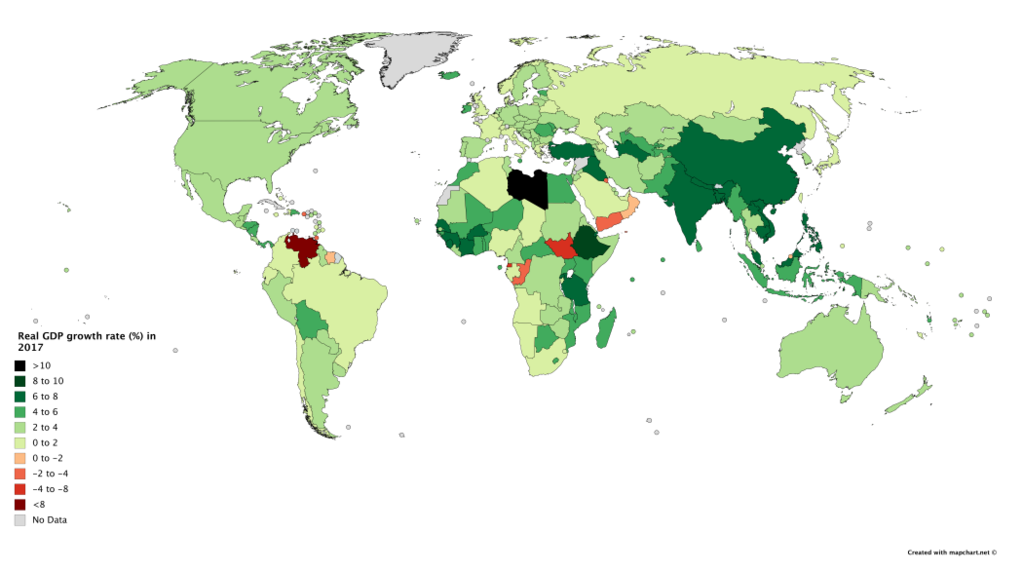 Real GDP growth rate (%) in
2017
>10
8 to 10
6 to 8
4 to 6
2 to 4
0 to 2
0 to −2
−2 to −4
−4 to −8
<8
No Data
Created with mapchart.net ©